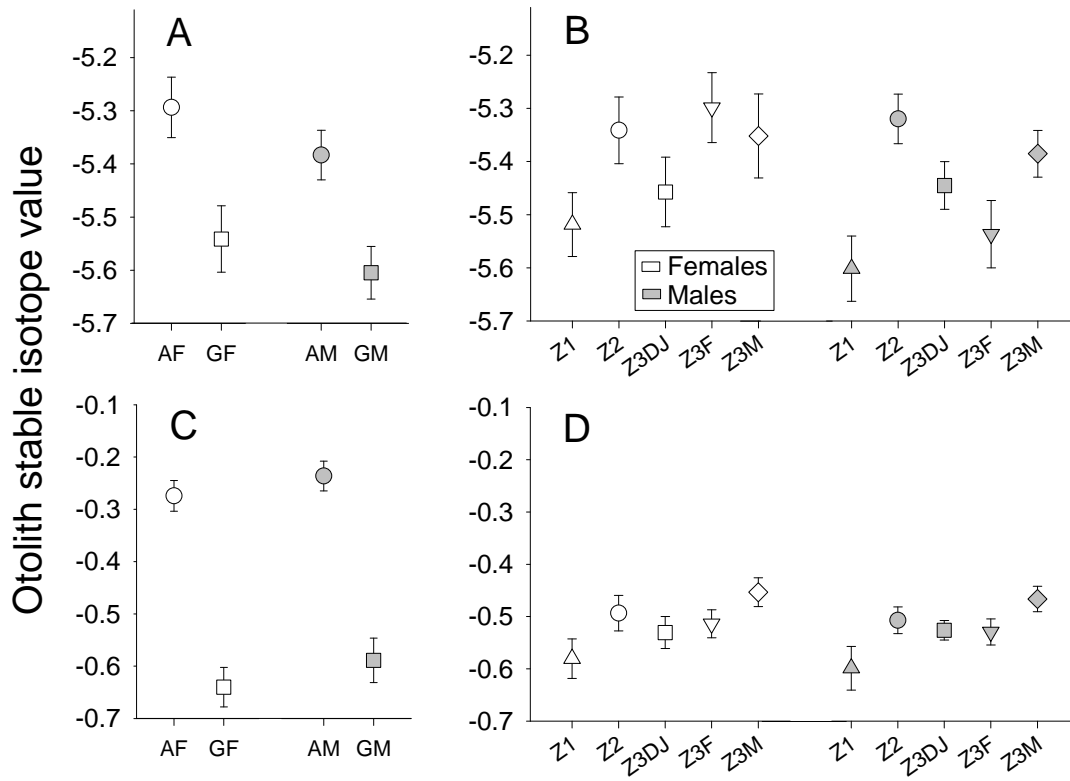 Otolith stable isotope value
A
-5.2
-5.3
-5.4
-5.5
-5.6
-5.7
AF GF AM GM
B
-5.2
-5.3
-5.4
-5.5
-5.6
-5.7
Females
Males
Z1 Z2 Z3DJ Z3F Z3M Z1 Z2 Z3DJ Z3F Z3M
C
-0.1
-0.2
-0.3
-0.4
-0.5
-0.6
-0.7
AF GF AM GM
D
-0.1
-0.2
-0.3
-0.4
-0.5
-0.6
-0.7
Z1 Z2 Z3DJ Z3F Z3M Z1 Z2 Z3DJ Z3F Z3M